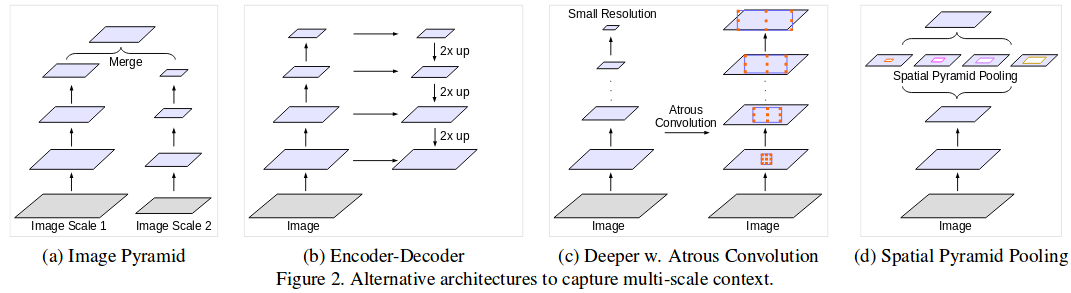 Merge
Image Scale 1
Image Scale 2
(a) Image Pyramid
2x up
2x up
2x up
Image
(b) Encoder-Decoder
Small Resolution
Atrous
Convolution
Image
Image
(c) Deeper w. Atrous Convolution
Spatial Pyramid Pooling
Image
(d) Spatial Pyramid Pooling
Figure 2. Alternative architectures to capture multi-scale context.